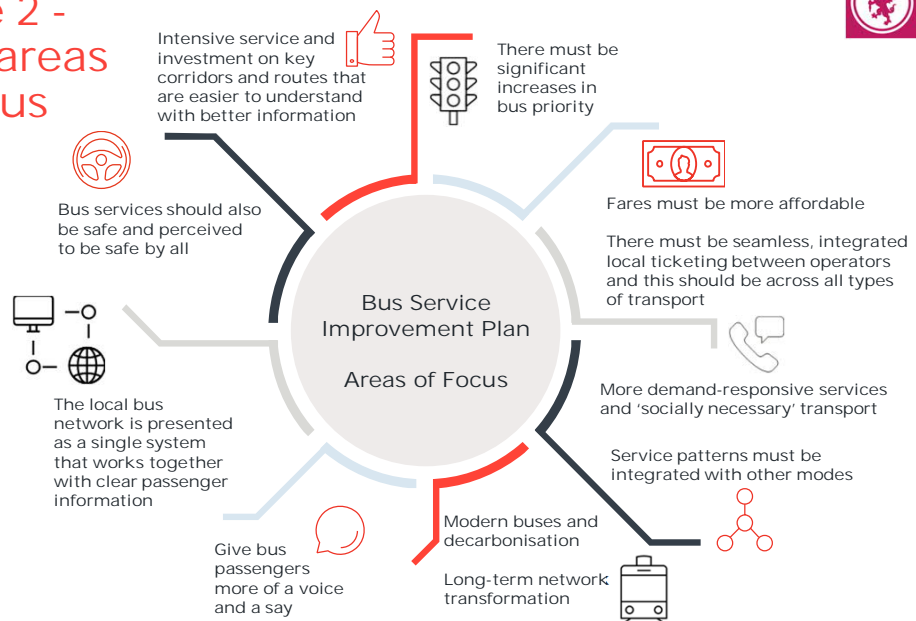 2 -
areas
us
Intensive service and
investment on key
corridors and routes that
are easier to understand
with better information
There must be
significant
increases in
bus priority
Fares must be more affordable
There must be seamless, integrated
local ticketing between operators
and this should be across all types
of transport
More demand-responsive services
and ‘socially necessary’ transport
Service patterns must be
integrated with other modes
Modern buses and
decarbonisation
Long-term network
transformation
Give bus
passengers
more of a voice
and a say
The local bus
network is presented
as a single system
that works together
with clear passenger
information
Bus services should also
be safe and perceived
to be safe by all
Bus Service
Improvement Plan
Areas of Focus